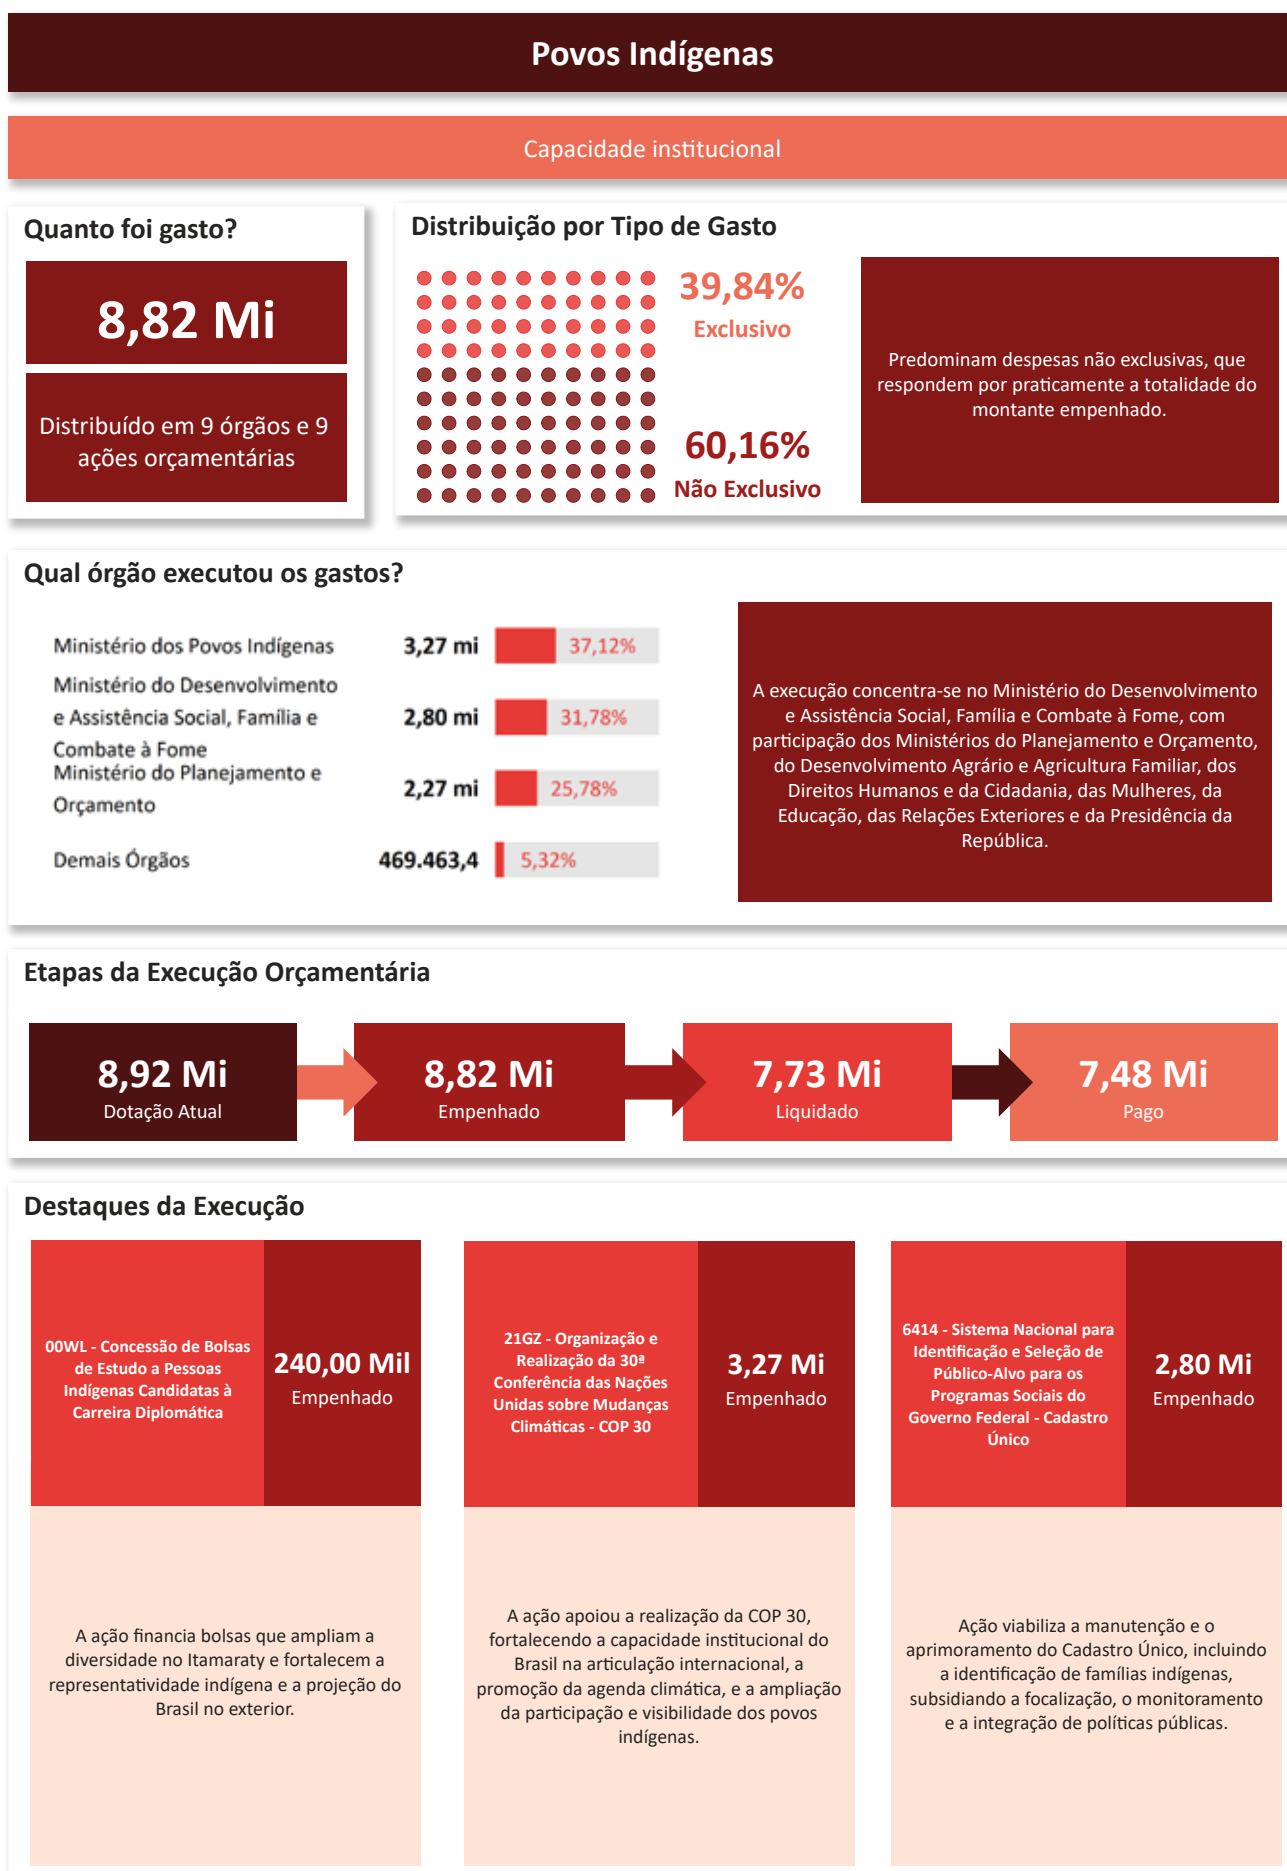 Povos Indígenas
Capacidade institucional
Quanto foi gasto?
8,82 Mi
Distribuído em 9 órgãos e 9
ações orçamentárias
Distribuição por Tipo de Gasto
39,84%
Exclusivo
60,16%
Não Exclusivo
Predominam despesas não exclusivas, que
respondem por praticamente a totalidade do
montante empenhado.
Qual órgão executou os gastos?
Ministério dos Povos Indígenas
3,27 mi
37,12%
Ministério do Desenvolvimento
e Assistência Social, Família e
Combate à Fome
2,80 mi
31,78%
Ministério do Planejamento e
Orçamento
2,27 mi
25,78%
Demais Órgãos
469.463,4
5,32%
A execução concentra-se no Ministério do Desenvolvimento
e Assistência Social, Família e Combate à Fome, com
participação dos Ministérios do Planejamento e Orçamento,
do Desenvolvimento Agrário e Agricultura Familiar, dos
Direitos Humanos e da Cidadania, das Mulheres, da
Educação, das Relações Exteriores e da Presidência da
República.
Etapas da Execução Orçamentária
8,92 Mi
Dotação Atual
8,82 Mi
Empenhado
7,73 Mi
Liquidado
7,48 Mi
Pago
Destaques da Execução
00WL - Concessão de Bolsas
de Estudo a Pessoas
Indígenas Candidatas à
Carreira Diplomática
240,00 Mil
Empenhado
A ação financia bolsas que ampliam a
diversidade no Itamaraty e fortalecem a
representatividade indígena e a projeção do
Brasil no exterior.
21GZ - Organização e
Realização da 30ª
Conferência das Nações
Unidas sobre Mudanças
Climáticas - COP 30
3,27 Mi
Empenhado
A ação apoiou a realização da COP 30,
fortalecendo a capacidade institucional do
Brasil na articulação internacional, a
promoção da agenda climática, e a ampliação
da participação e visibilidade dos povos
indígenas.
6414 - Sistema Nacional para
Identificação e Seleção de
Público-Alvo para os
Programas Sociais do
Governo Federal - Cadastro
Único
2,80 Mi
Empenhado
Ação viabiliza a manutenção e o
aprimoramento do Cadastro Único, incluindo
a identificação de famílias indígenas,
subsidiando a focalização, o monitoramento
e a integração de políticas públicas.